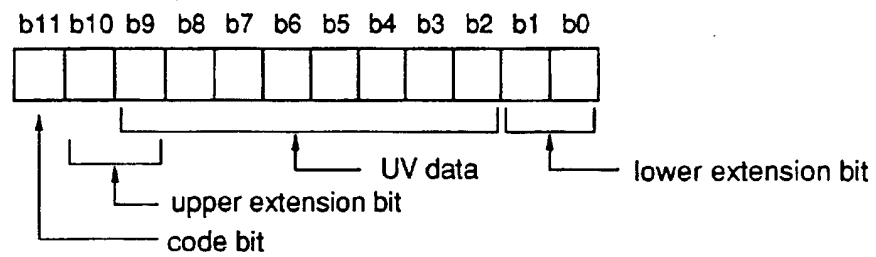 b11 b10 b9 b8 b7 b6 b5 b4 b3 b2 b1 b0
UV data
lower extension bit
upper extension bit
code bit